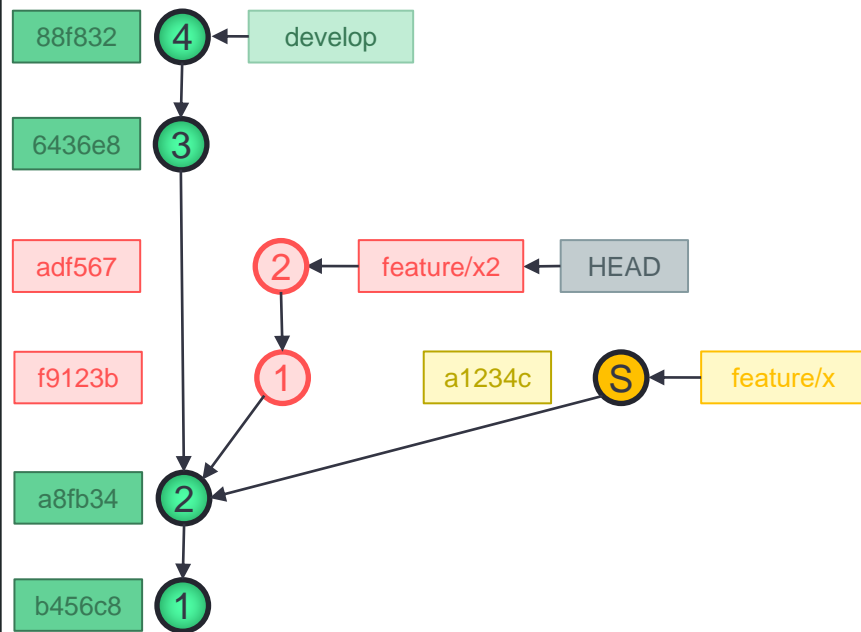 88f832 4 develop
6436e8 3
adf567 2 feature/x2 HEAD
f9123b 1 a1234c S feature/x
a8fb34 2
b456c8 1